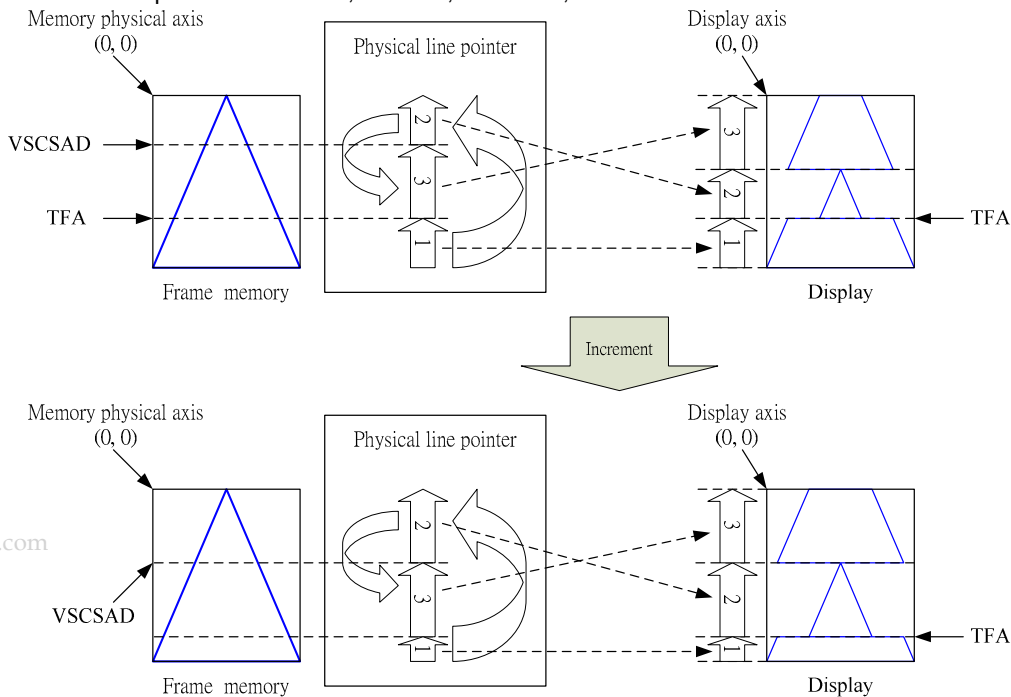 Memory physical axis
(0, 0)
Physical line pointer
Display axis
(0, 0)
VSCSAD
TFA
2
3
1
3
2
1
TFA
Frame memory
Display
Increment
Memory physical axis
(0, 0)
Physical line pointer
Display axis
(0, 0)
.com
VSCSAD
2
3
1
3
2
1
TFA
Frame memory
Display